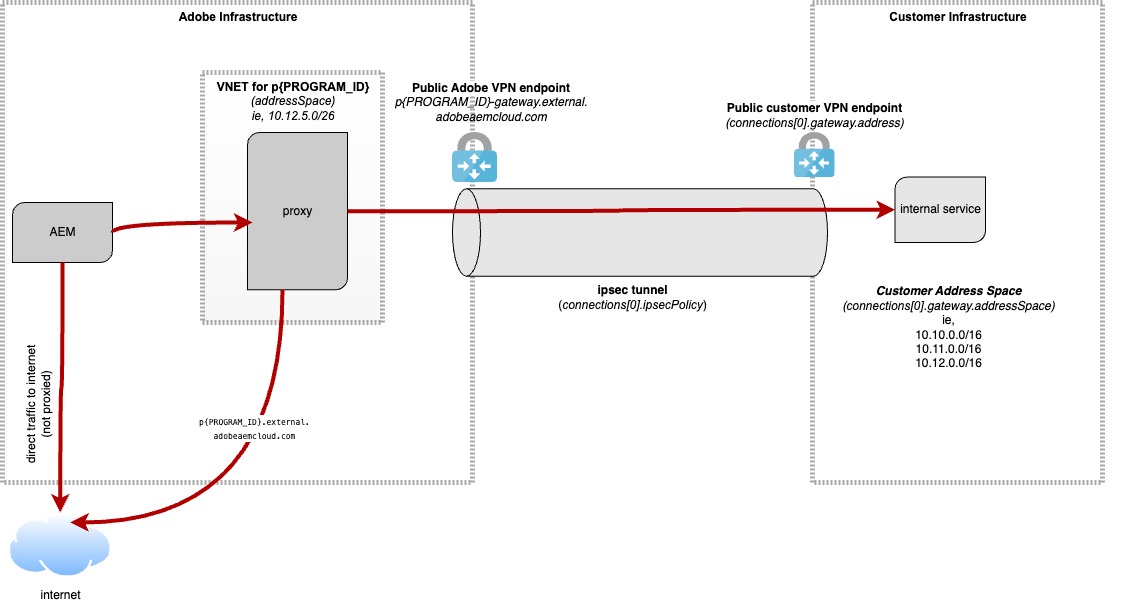 Adobe Infrastructure
Customer Infrastructure
VNET for p{PROGRAM_ID}
(addressSpace)
ie, 10.12.5.0/26
Public Adobe VPN endpoint
p{PROGRAM_ID}-gateway.external.
adobeaemcloud.com
Public customer VPN endpoint
(connections[0].gateway.address)
AEM
proxy
internal service
ipsec tunnel
(connections[0].ipsecPolicy)
Customer Address Space
(connections[0].gateway.addressSpace)
ie,
10.10.0.0/16
10.11.0.0/16
10.12.0.0/16
direct traffic to internet
(not proxied)
p{PROGRAM_ID}.external.
adobeaemcloud.com
internet